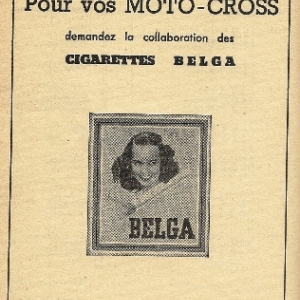 Pour vos MOTO-CROSS
demandez la collaboration des
CIGARETTES BELGA
BELGA